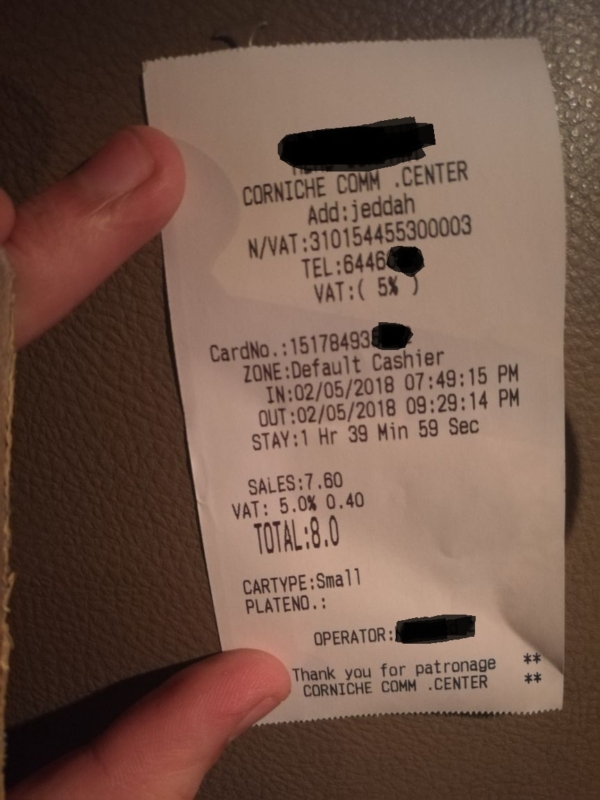 CORNICHE COMM .CENTER
Add:jeddah
N/VAT:310154455300003
TEL:6446
VAT:( 5% )
CardNo.:15178493
ZONE:Default Cashier
IN:02/05/2018 07:49:15 PM
OUT:02/05/2018 09:29:14 PM
STAY:1 Hr 39 Min 59 Sec
SALES:7.60
VAT: 5.0% 0.40
TOTAL:8.0
CARTYPE:Small
PLATENO.:
OPERATOR:
Thank you for patronage **
CORNICHE COMM .CENTER **